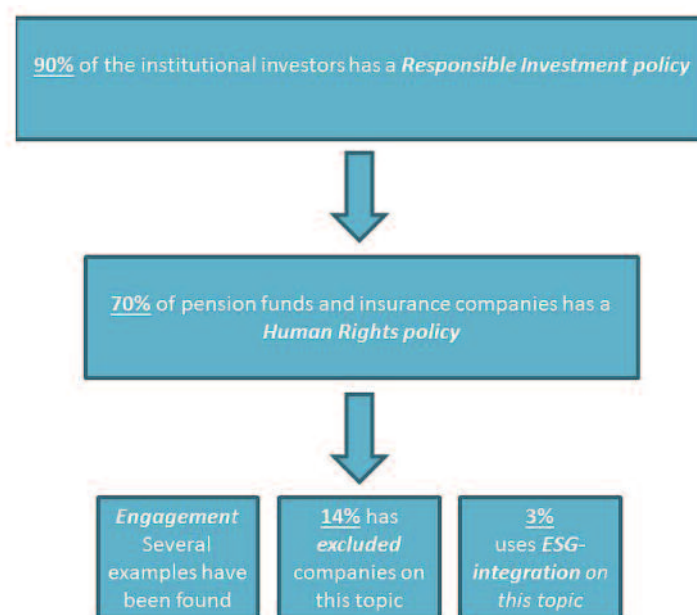 90% of the institutional investors has a Responsible Investment policy
70% of pension funds and insurance companies has a
Human Rights policy
Engagement
Several
examples have
been found
14% has
excluded
companies on
this topic
3%
uses ESG-
integration on
this topic